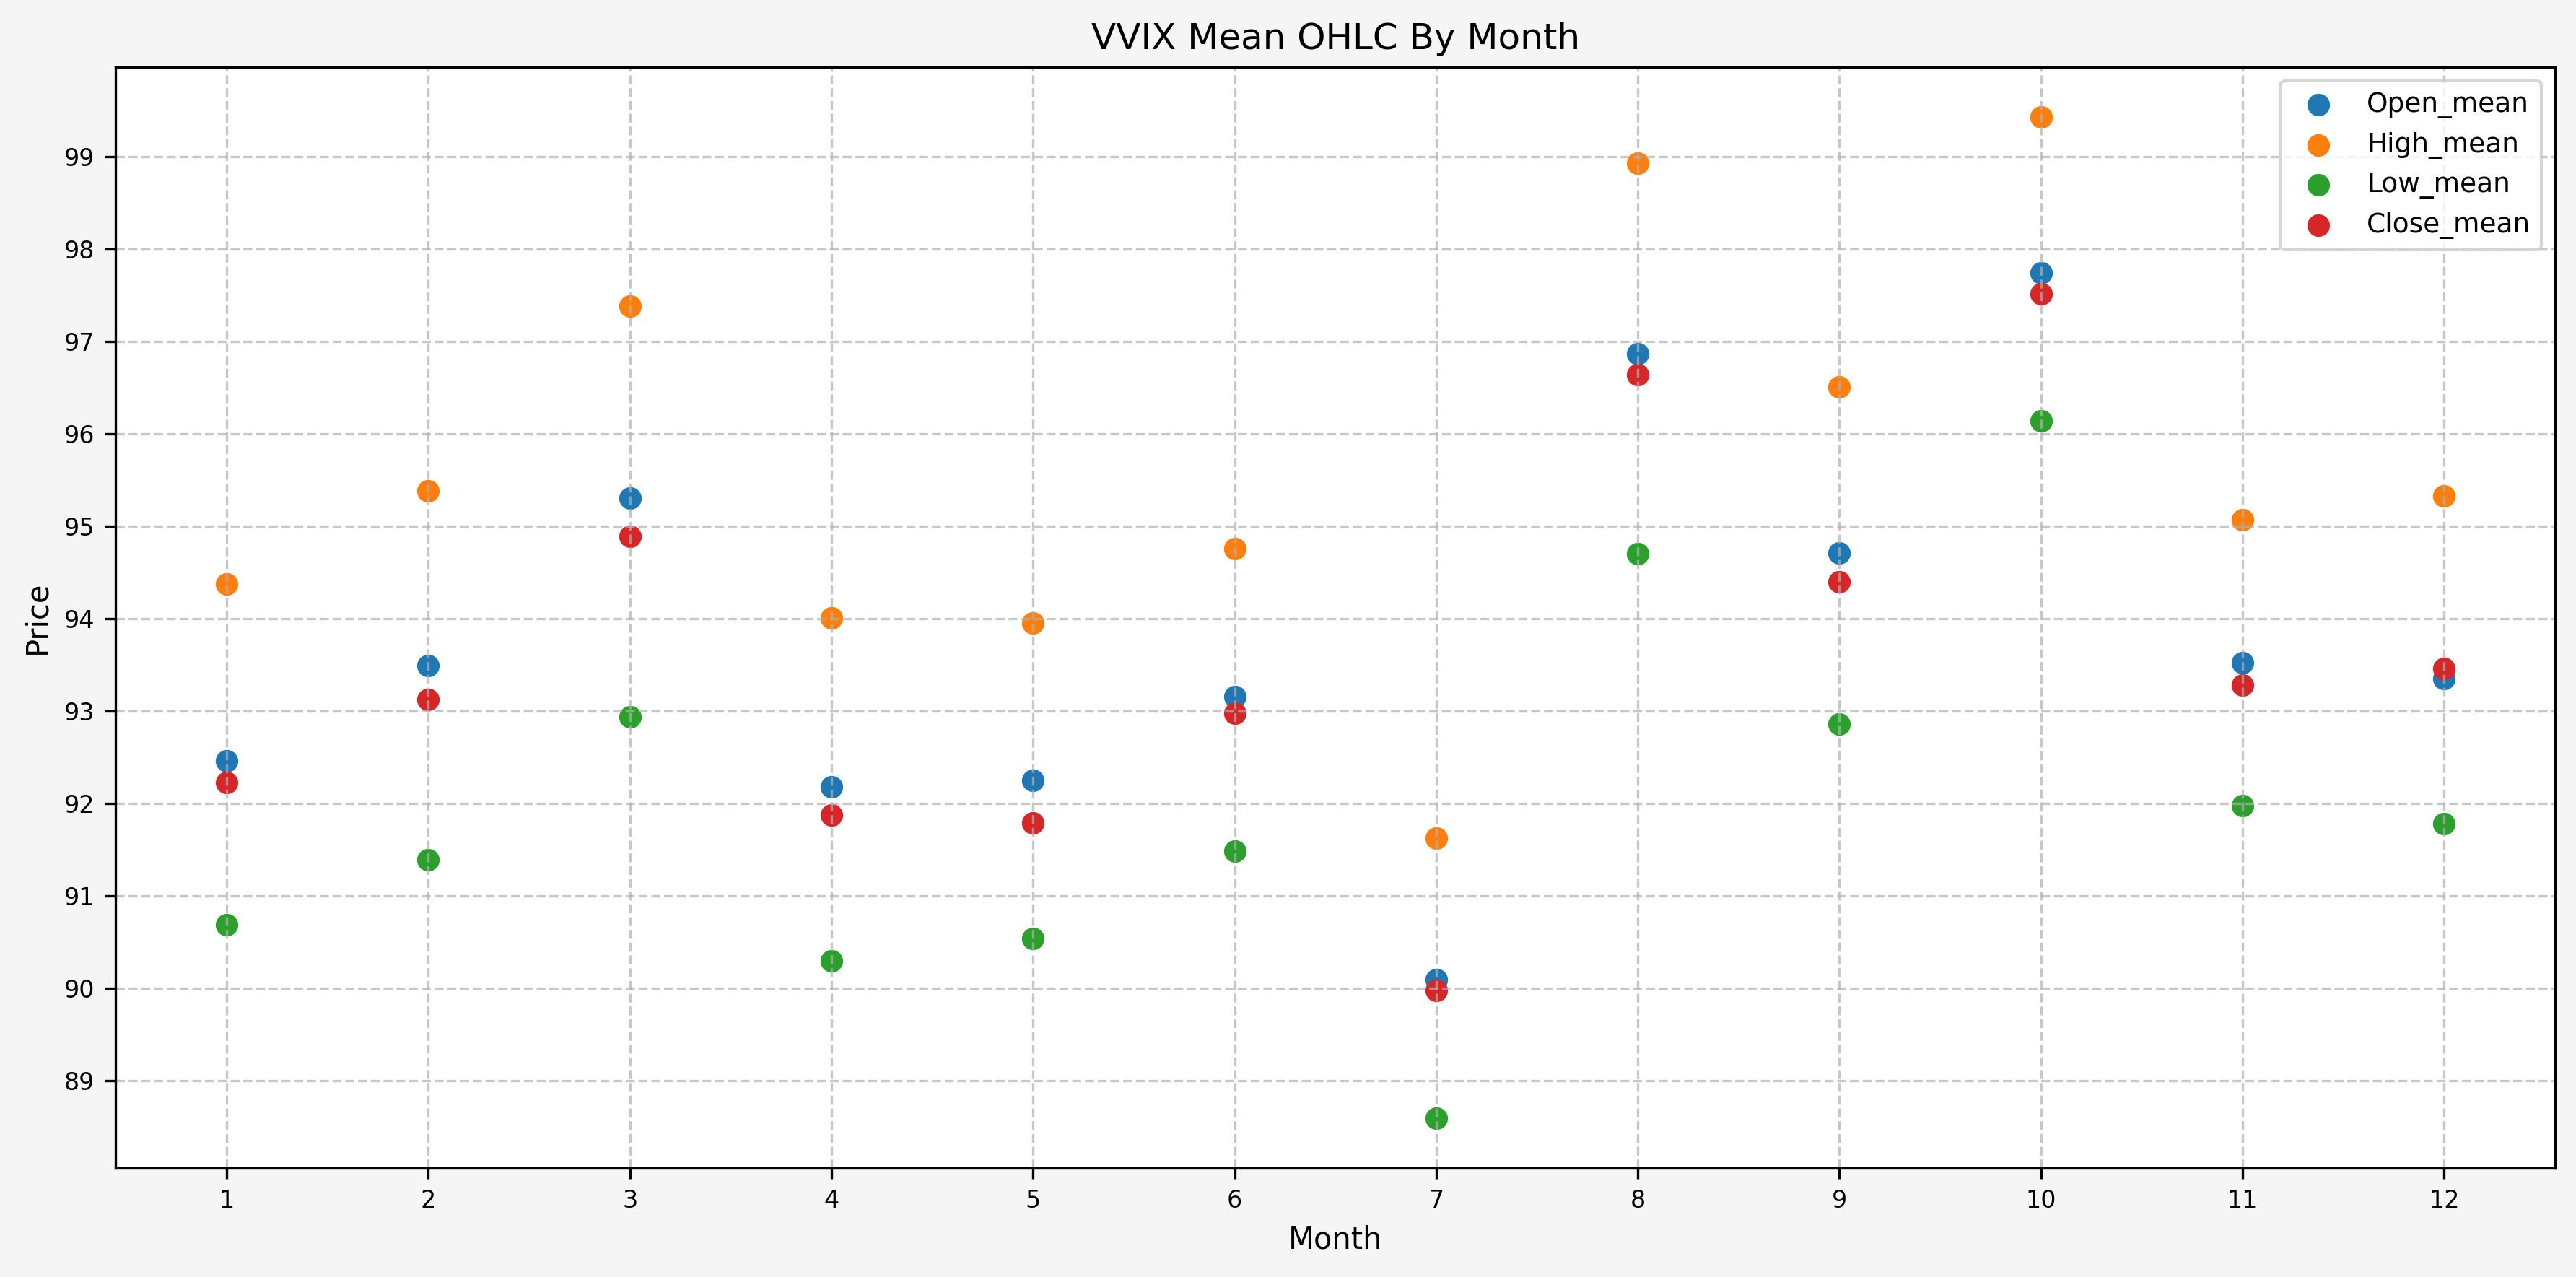 VVIX Mean OHLC By Month
Open_mean
High_mean
Low_mean
Close_mean
99
98
97
96
95
94
93
92
91
90
89
Price
1 2 3 4 5 6 7 8 9 10 11 12
Month